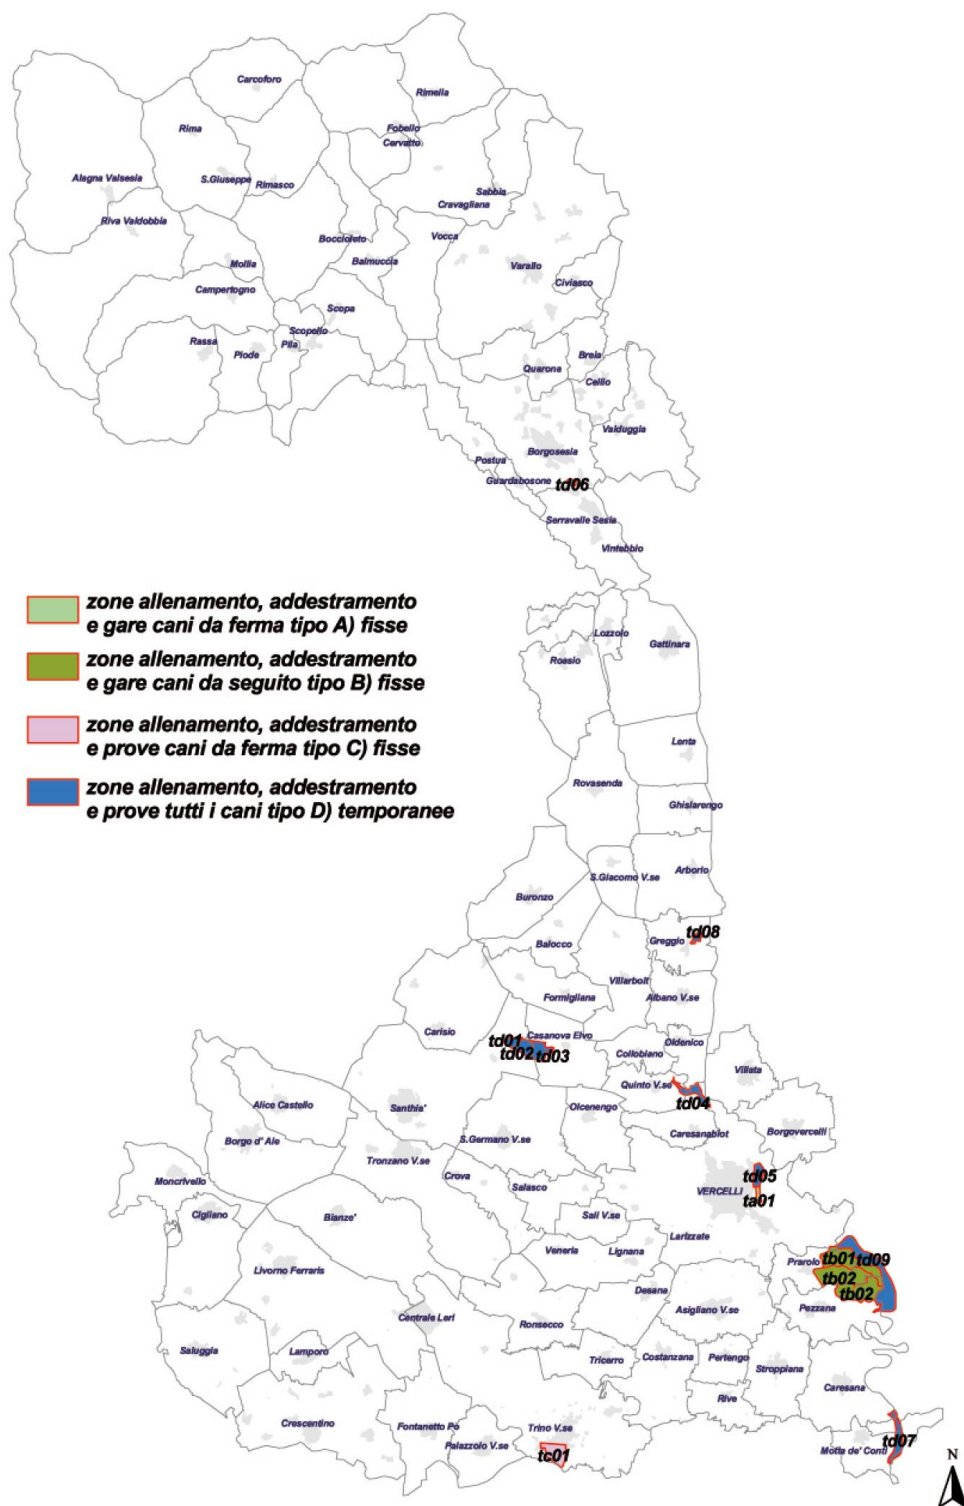 Carcoforo
Rimella
Rima
Fobello
Cervatto
Alagna Valsesia
S.Giuseppe
Rimasco
Sabbia
Cravagliana
Riva Valdobbia
Boccioleto
Vocca
Mollia
Balmuccia
Varallo
Civiasco
Campertogno
Scopa
Scopello
Rassa
Pila
Piode
Breia
Quarona
Cellio
Valduggia
Borgosesia
Postua
Guardabosone
td06
Serravalle Sesia
Vintebbio
zone allenamento, addestramento
e gare cani da ferma tipo A) fisse
zone allenamento, addestramento
e gare cani da seguito tipo B) fisse
zone allenamento, addestramento
e prove cani da ferma tipo C) fisse
zone allenamento, addestramento
e prove tutti i cani tipo D) temporanee
Lozzolo
Gattinara
Roasio
Lenta
Rovasenda
Ghislarengo
Arborio
S.Giacomo V.se
Buronzo
td08
Greggio
Balocco
Villarboit
Formigliana
Albano V.se
Carisio
Casanova Elvo
td01
td02
td03
Oldenico
Collobiano
Villata
Quinto V.se
td04
Alice Castello
Santhia'
Olcenengo
Caresanablot
Borgovercelli
Borgo d' Ale
S.Germano V.se
Tronzano V.se
Crova
Moncrivello
Salasco
VERCELLI
td05
ta01
Cigliano
Bianze'
Sali V.se
Larizzate
Veneria
Lignana
Prarolo
tb01
td09
tb02
tb02
Livorno Ferraris
Desana
Pezzana
Centrale Leri
Ronsecco
Asigliano V.se
Saluggia
Lamporo
Tricerro
Costanzana
Pertengo
Stroppiana
Caresana
Rive
Crescentino
Fontanetto Po
Trino V.se
Palazzolo V.se
tc01
td07
Motta de' Conti
N